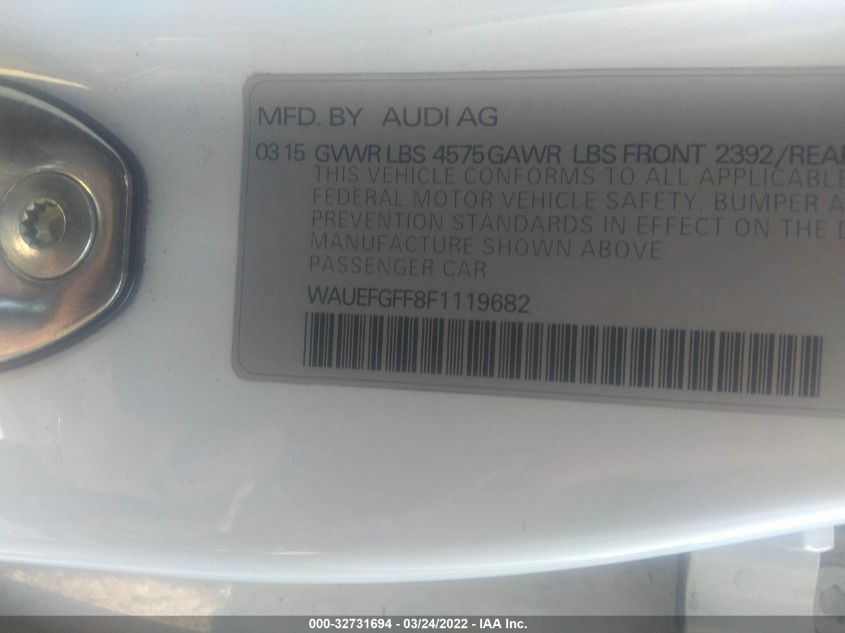 MFD. BY AUDI AG
03 15 GVWR LBS 4575 GAWR LBS FRONT 2392/REAR
THIS VEHICLE CONFORMS TO ALL APPLICABLE
FEDERAL MOTOR VEHICLE SAFETY, BUMPER A
PREVENTION STANDARDS IN EFFECT ON THE
MANUFACTURE SHOWN ABOVE
PASSENGER CAR
WAUEFGFF8F1119682
000-32731694 - 03/24/2022 - IAA Inc.